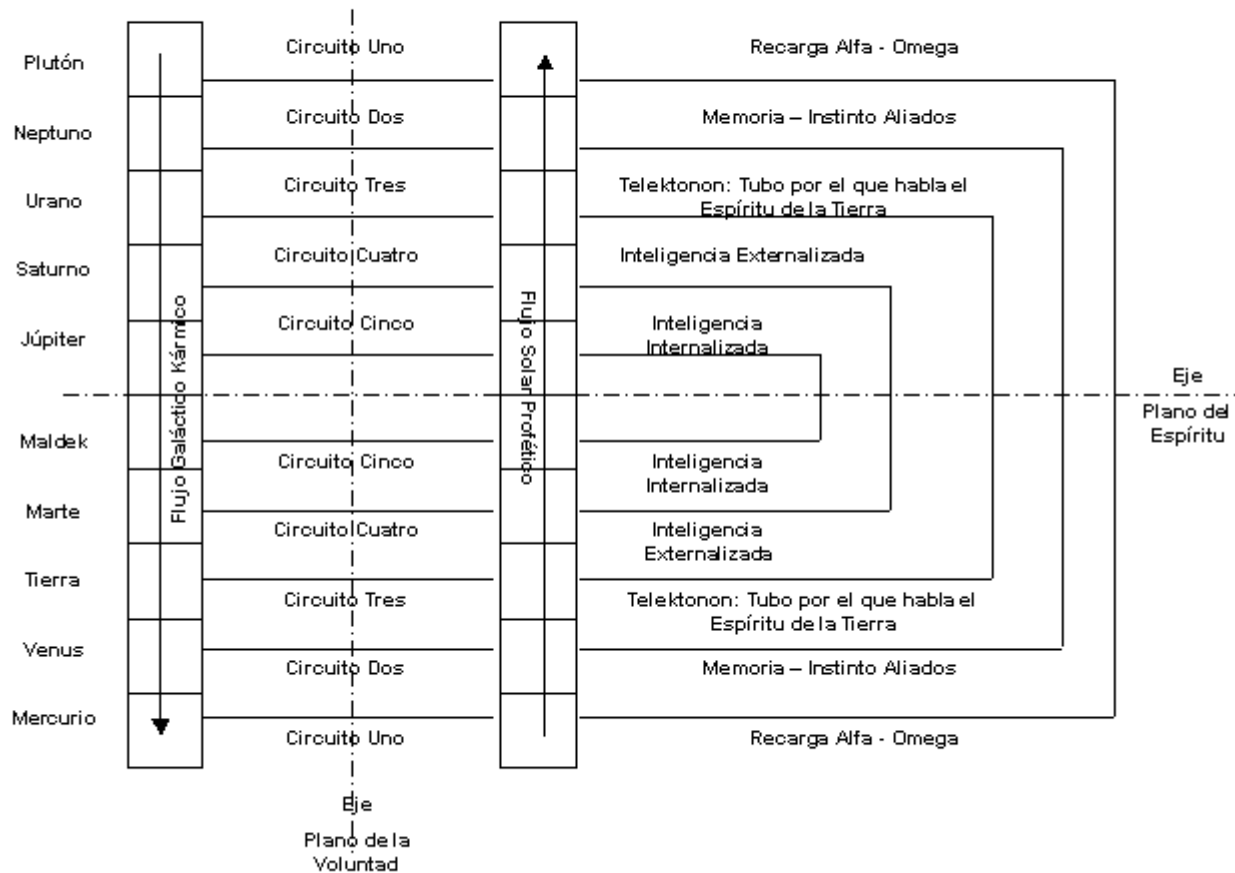 Circuito Uno
Recarga Alfa - Omega
Plutón
Circuito Dos
Memoria – Instinto Aliados
Neptuno
Circuito Tres
Telektonon: Tubo por el que habla el
Espíritu de la Tierra
Urano
Circuito Cuatro
Inteligencia Externalizada
Saturno
Circuito Cinco
Inteligencia
Internalizada
Júpiter
Flujo Galáctico Kármico
Flujo Solar Profético
Eje
Plano del
Espíritu
Maldek
Circuito Cinco
Inteligencia
Internalizada
Marte
Circuito Cuatro
Inteligencia
Externalizada
Tierra
Circuito Tres
Telektonon: Tubo por el que habla el
Espíritu de la Tierra
Venus
Circuito Dos
Memoria – Instinto Aliados
Mercurio
Circuito Uno
Recarga Alfa - Omega
Eje
Plano de la
Voluntad